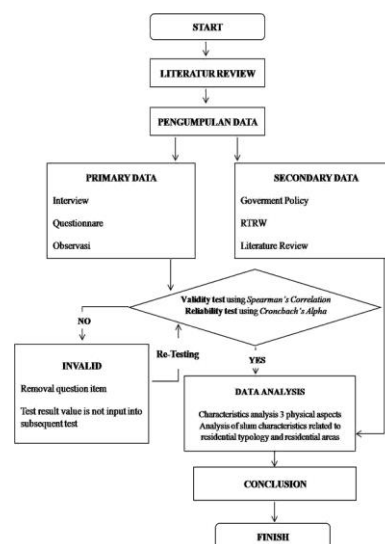 START
LITERATUR REVIEW
PENGUMPULAN DATA
PRIMARY DATA
Interview
Questionnare
Observasi
SECONDARY DATA
Goverment Policy
RTRW
Literature Review
Validity test using Spearman's Correlation
Reliability test using Croncbach's Alpha
NO
Re-Testing
YES
INVALID
Removal question item
Test result value is not input into
subsequent test
DATA ANALYSIS
Characteristics analysis 3 physical aspects
Analysis of slum characteristics related to
residential typology and residential areas
CONCLUSION
FINISH